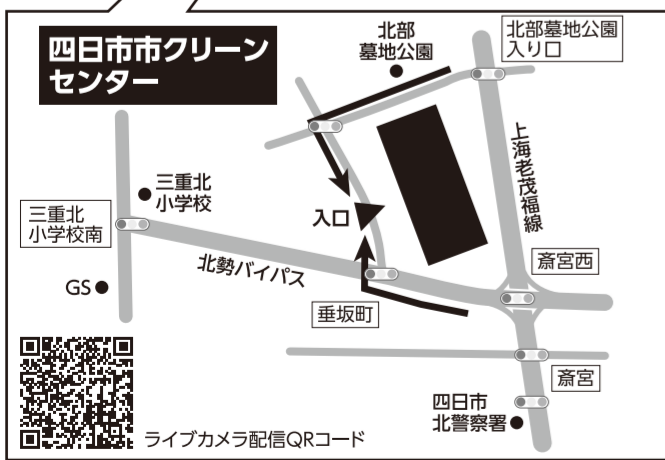 四日市市クリーン
センター
北部
墓地公園
北部墓地公園
入り口
上海老茂福線
三重北
小学校
三重北
小学校南
入口
北勢バイパス
斎宮西
GS
垂坂町
斎宮
四日市
北警察署
ライブカメラ配信QRコード